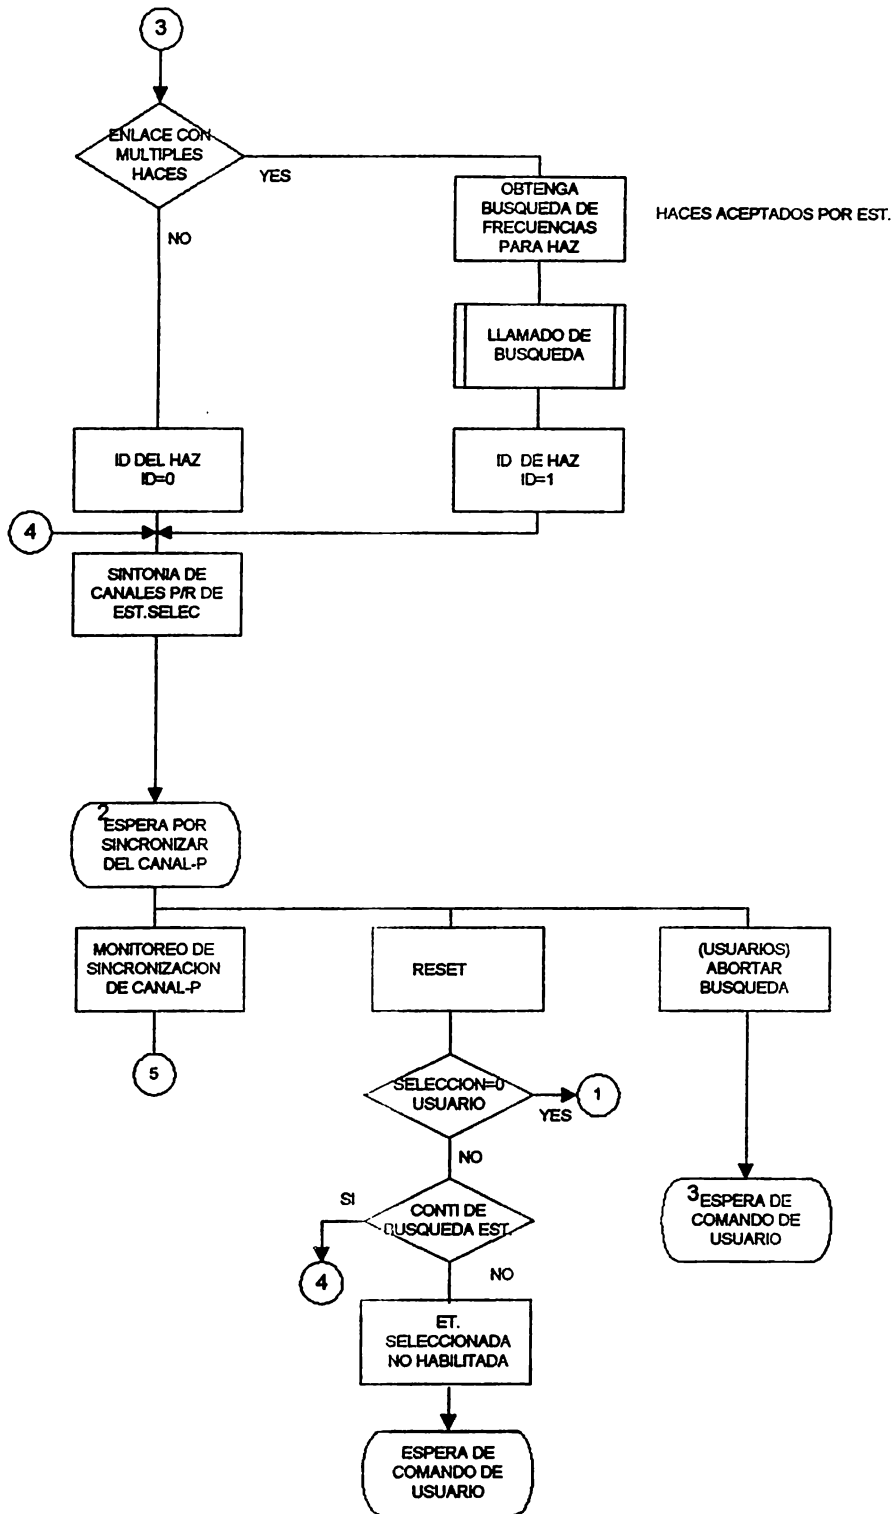 3
ENLACE CON
MULTIPLES
HACES
YES
NO
OBTENGA
BUSQUEDA DE
FRECUENCIAS
PARA HAZ
HACES ACEPTADOS POR EST.
LLAMADO DE
BUSQUEDA
ID DEL HAZ
ID=0
ID DE HAZ
ID=1
4
SINTONIA DE
CANALES P/R DE
EST.SELEC
2
ESPERA POR
SINCRONIZAR
DEL CANAL-P
MONITOREO DE
SINCRONIZACION
DE CANAL-P
RESET
(USUARIOS)
ABORTAR
BUSQUEDA
5
SELECCION=0
USUARIO
YES
1
NO
SI
CONTI DE
BUSQUEDA EST.
4
NO
3
ESPERA DE
COMANDO DE
USUARIO
ET.
SELECCIONADA
NO HABILITADA
ESPERA DE
COMANDO DE
USUARIO